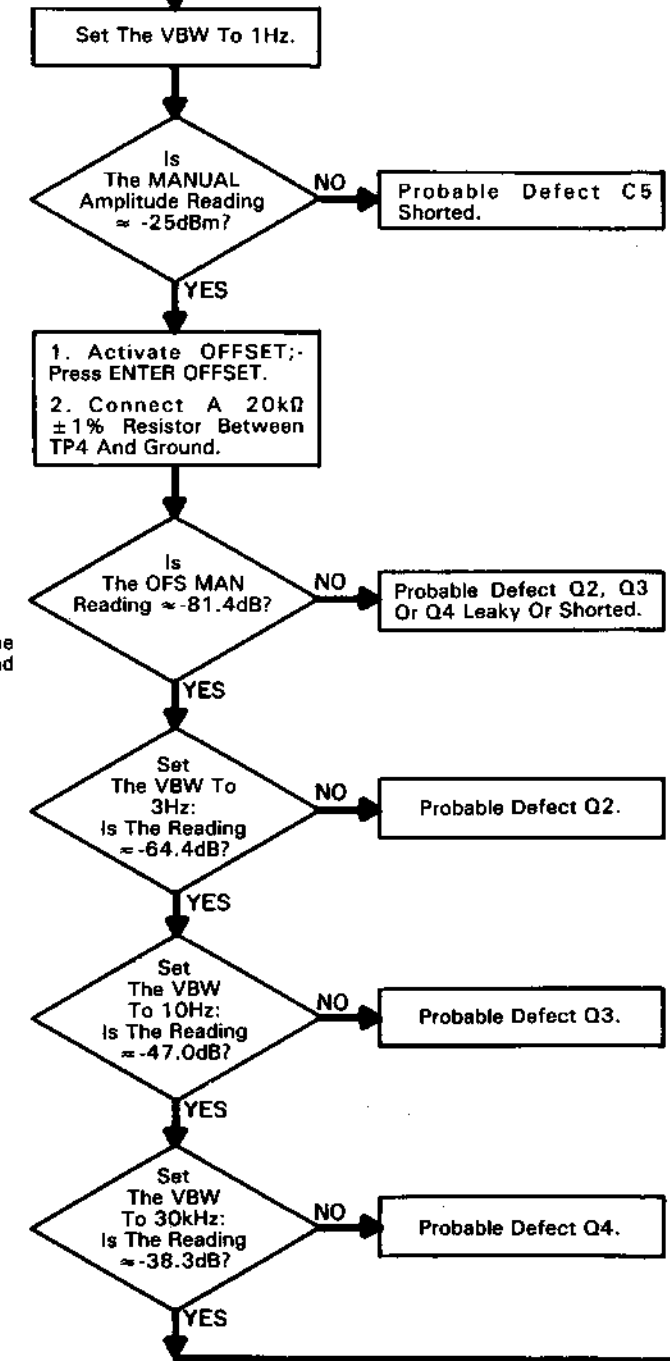 Set The VBW To 1Hz.
Is
The MANUAL
Amplitude Reading
≈ -25dBm?
NO
Probable Defect C5
Shorted.
YES
1. Activate OFFSET;-
Press ENTER OFFSET.
2. Connect A 20kΩ
±1% Resistor Between
TP4 And Ground.
Is
The OFS MAN
Reading ≈-81.4dB?
NO
Probable Defect Q2, Q3
Or Q4 Leaky Or Shorted.
YES
Set
The VBW To
3Hz:
Is The Reading
≈-64.4dB?
NO
Probable Defect Q2.
YES
Set
The VBW
To 10Hz:
Is The Reading
≈-47.0dB?
NO
Probable Defect Q3.
YES
Set
The VBW
To 30kHz:
Is The Reading
≈-38.3dB?
NO
Probable Defect Q4.
YES